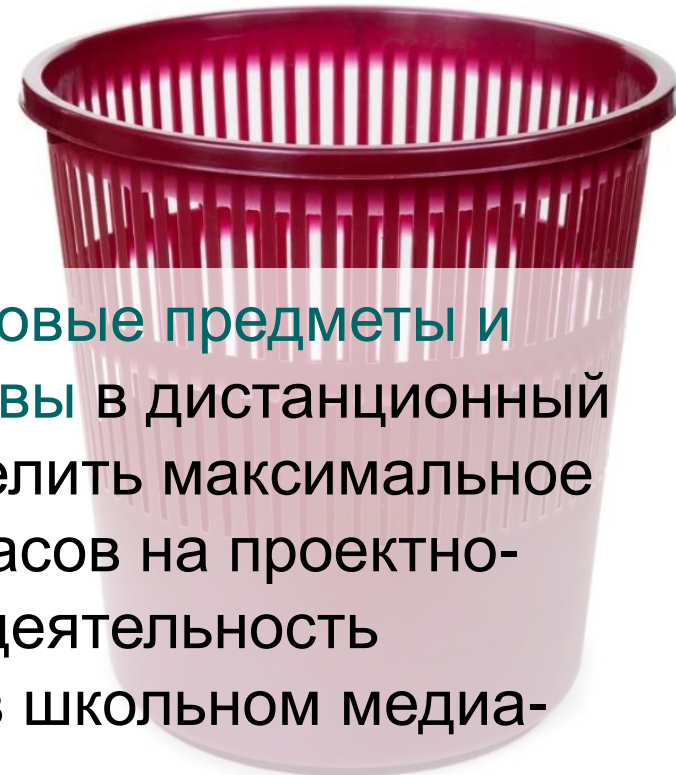 овые предметы и
вы в дистанционный
елить максимальное
асов на проектно-
деятельность
в школьном медиа-